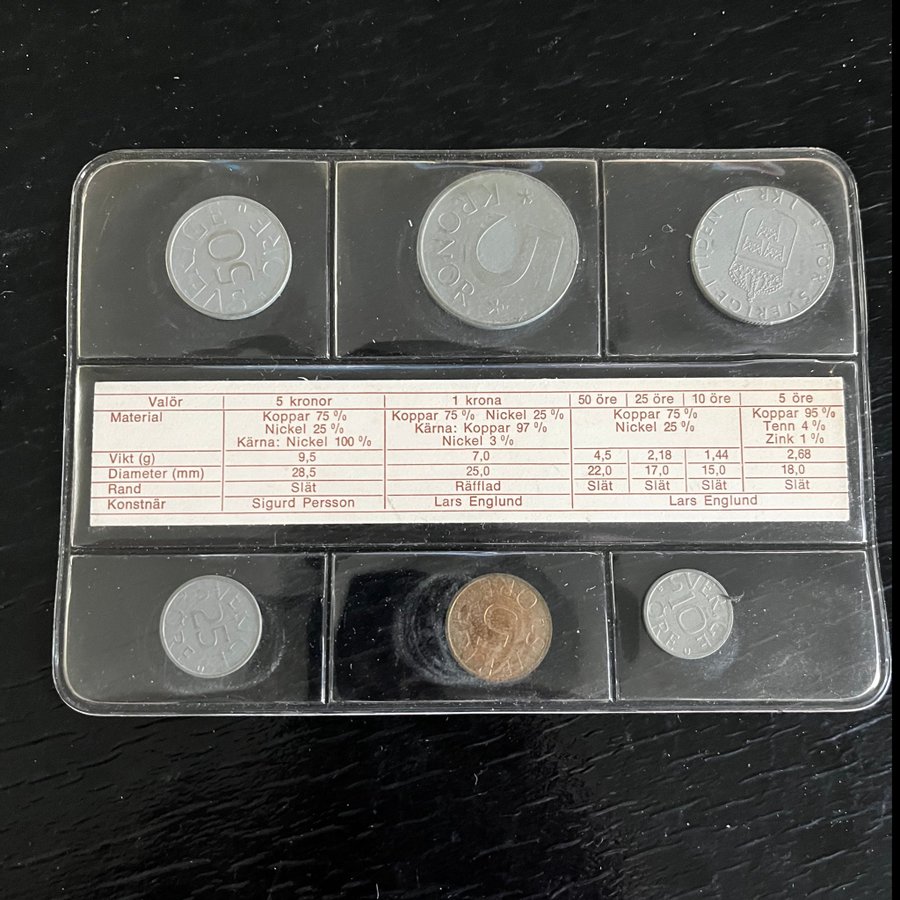 50 ÖRE SVERIGE U
5 KRONOR
FÖR SVERIGE I TIDEN 1 KR U
Valör 5 kronor 1 krona 50 öre 25 öre 10 öre 5 öre
Material Koppar 75 % Koppar 75 % Nickel 25 % Koppar 75 % Koppar 95 %
Nickel 25 % Kärna: Koppar 97 % Nickel 25 % Tenn 4 %
Kärna: Nickel 100 % Nickel 3 % Zink 1 %
Vikt (g) 9,5 7,0 4,5 2,18 1,44 2,68
Diameter (mm) 28,5 25,0 22,0 17,0 15,0 18,0
Rand Slät Räfflad Slät Slät Slät Slät
Konstnär Sigurd Persson Lars Englund Lars Englund
25 ÖRE SVERIGE U
5 ÖRE SVERIGE
10 ÖRE SVERIGE U